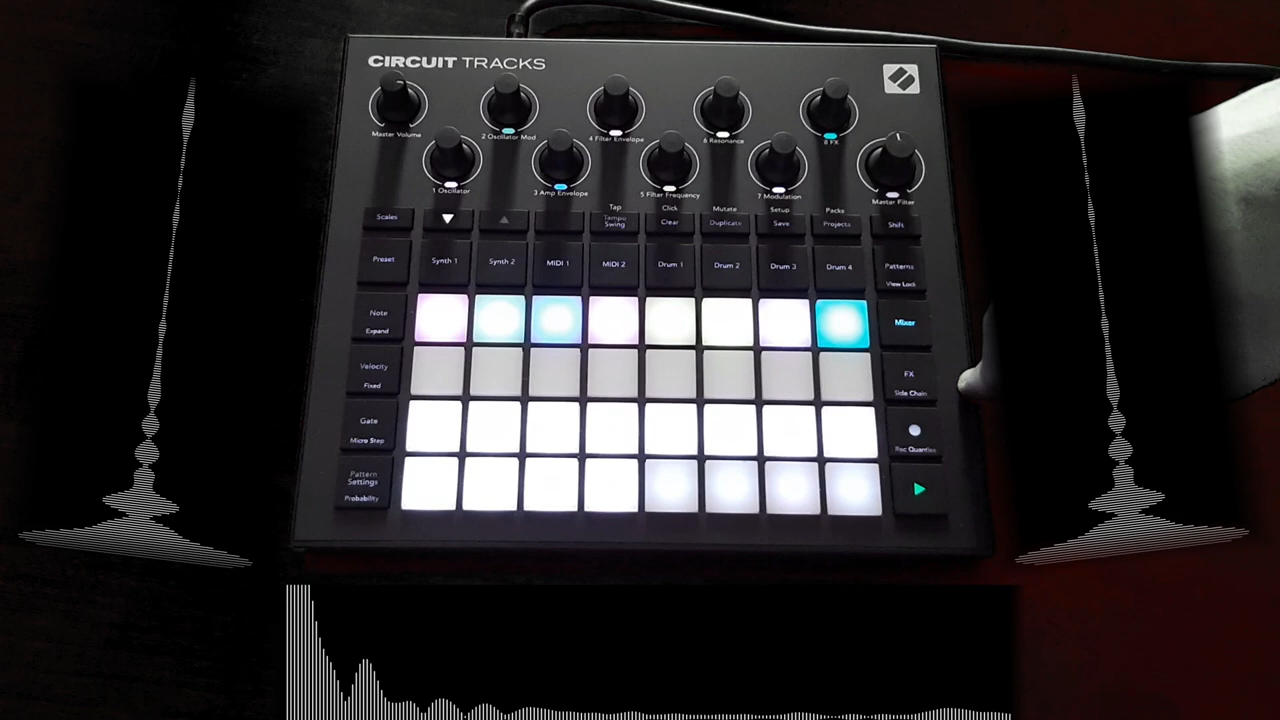 CIRCUIT TRACKS
Master Volume
2 Oscillator Mod
4 Filter Envelope
6 Resonance
8 FX
1 Oscillator
3 Amp Envelope
5 Filter Frequency
7 Modulation
Master Filter
Tap
Click
Mutate
Setup
Packs
Scales
Tempo
Swing
Clear
Duplicate
Save
Projects
Shift
Preset
Synth 1
Synth 2
MIDI 1
MIDI 2
Drum 1
Drum 2
Drum 3
Drum 4
Patterns
View Lock
Note
Expand
Mixer
Velocity
Fixed
FX
Side Chain
Gate
Micro Step
Rec Quantise
Pattern
Settings
Probability